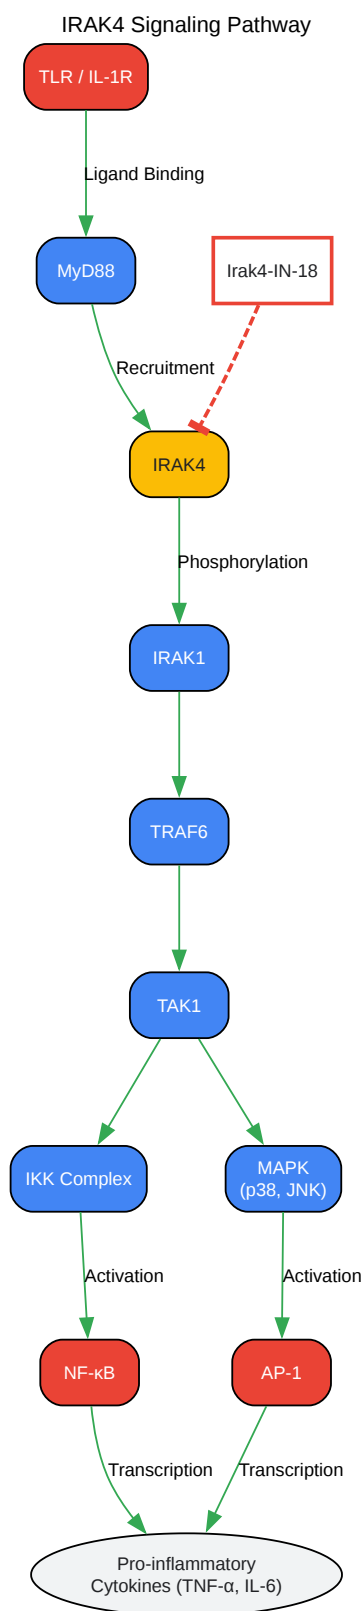 IRAK4 Signaling Pathway
TLR / IL-1R
Ligand Binding
MyD88
Irak4-IN-18
Recruitment
IRAK4
Phosphorylation
IRAK1
TRAF6
TAK1
IKK Complex
MAPK
(p38, JNK)
Activation
Activation
NF-κB
AP-1
Transcription
Transcription
Pro-inflammatory
Cytokines (TNF-α, IL-6)